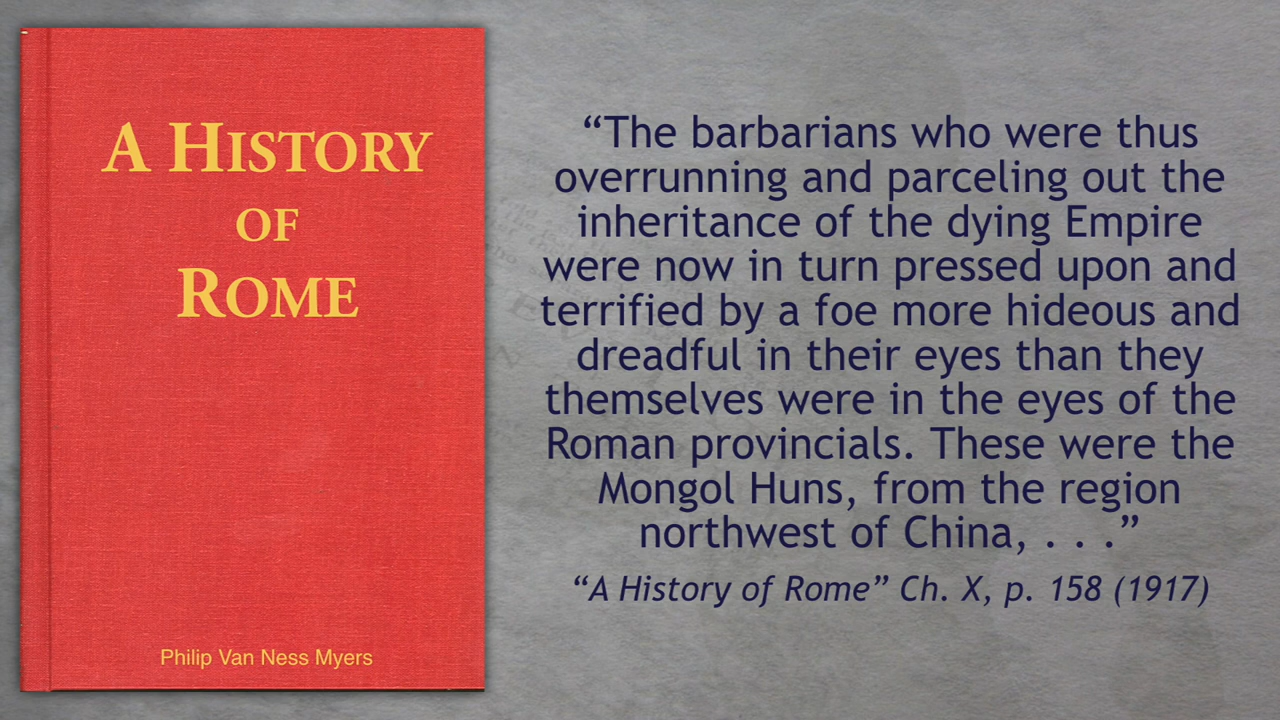 A HISTORY
OF
ROME
Philip Van Ness Myers
“The barbarians who were thus
overrunning and parceling out the
inheritance of the dying Empire
were now in turn pressed upon and
terrified by a foe more hideous and
dreadful in their eyes than they
themselves were in the eyes of the
Roman provincials. These were the
Mongol Huns, from the region
northwest of China, . . .”
“A History of Rome” Ch. X, p. 158 (1917)